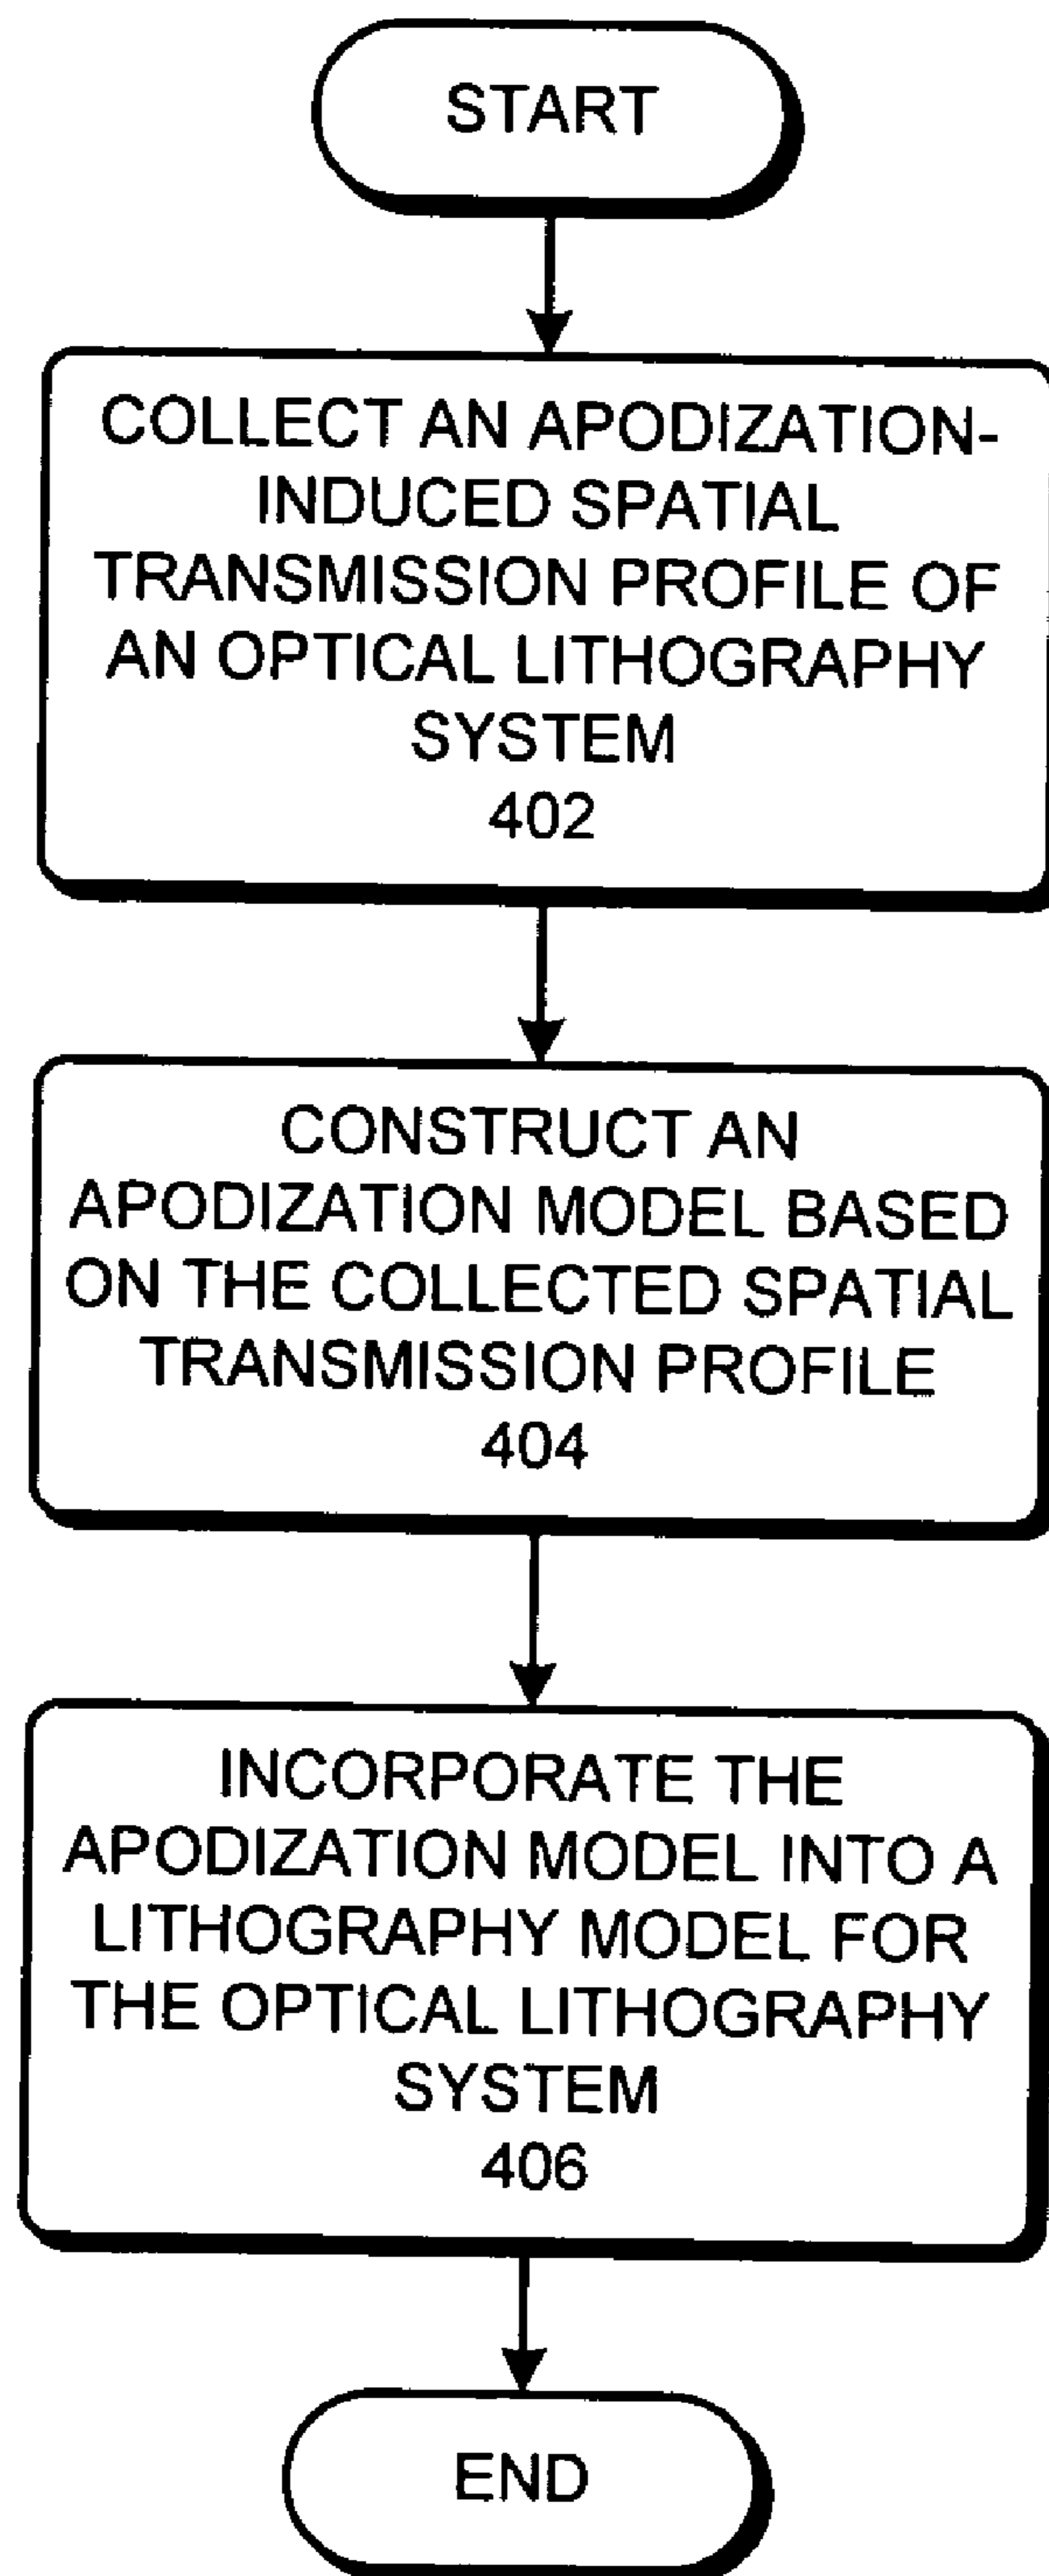 START
COLLECT AN APODIZATION-
INDUCED SPATIAL
TRANSMISSION PROFILE OF
AN OPTICAL LITHOGRAPHY
SYSTEM
402
CONSTRUCT AN
APODIZATION MODEL BASED
ON THE COLLECTED SPATIAL
TRANSMISSION PROFILE
404
INCORPORATE THE
APODIZATION MODEL INTO A
LITHOGRAPHY MODEL FOR
THE OPTICAL LITHOGRAPHY
SYSTEM
406
END